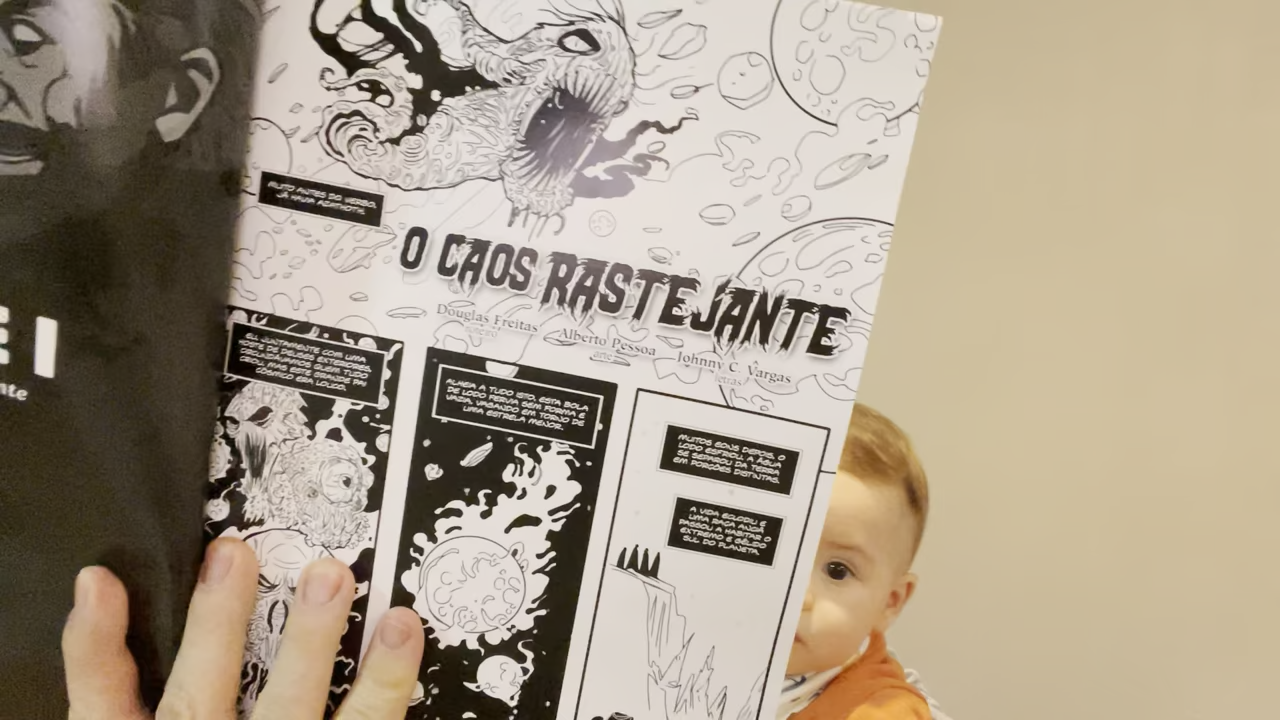 E I
nte
MUITO ANTES DO VERBO,
JÁ HAVIA AZATHOTH.
O CAOS RASTEJANTE
Douglas Freitas
roteiro
Alberto Pessoa
arte
Johnny C. Vargas
letras
EU, JUNTAMENTE COM UMA
HOSTE DE DEUSES EXTERIORES,
CIRCUNDÁVAMOS QUEM TUDO
GEROU, MAS ESTE GRANDE PAI
CÓSMICO ERA LOUCO.
ALHEIA A TUDO ISTO, ESTA BOLA
DE LODO FERVIA SEM FORMA E
VAZIA, VAGANDO EM TORNO DE
UMA ESTRELA MENOR.
MUITOS EONS DEPOIS, O
LODO ESFRIOU, A ÁGUA
SE SEPAROU DA TERRA
EM PORÇÕES DISTINTAS.
A VIDA ECLODIU E
UMA RAÇA ANCIÃ
PASSOU A HABITAR O
EXTREMO E GÉLIDO
SUL DO PLANETA.